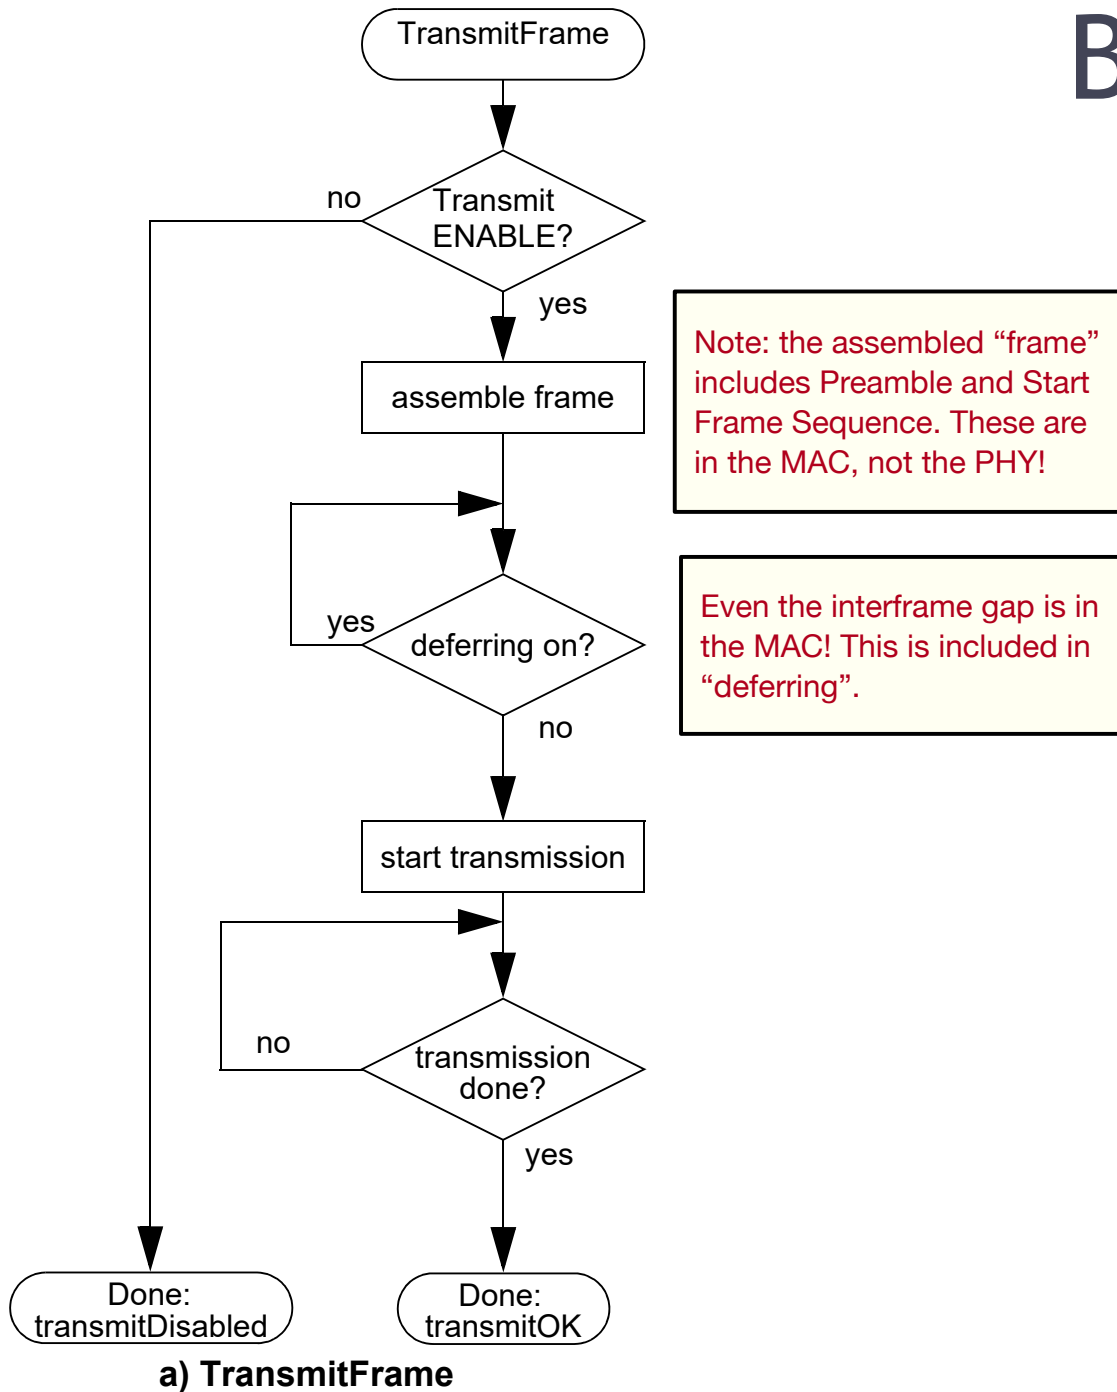 TransmitFrame
B
no
Transmit
ENABLE?
yes
assemble frame
Note: the assembled “frame”
includes Preamble and Start
Frame Sequence. These are
in the MAC, not the PHY!
yes
deferring on?
no
Even the interframe gap is in
the MAC! This is included in
“deferring”.
start transmission
no
transmission
done?
yes
Done:
transmitDisabled
Done:
transmitOK
a) TransmitFrame